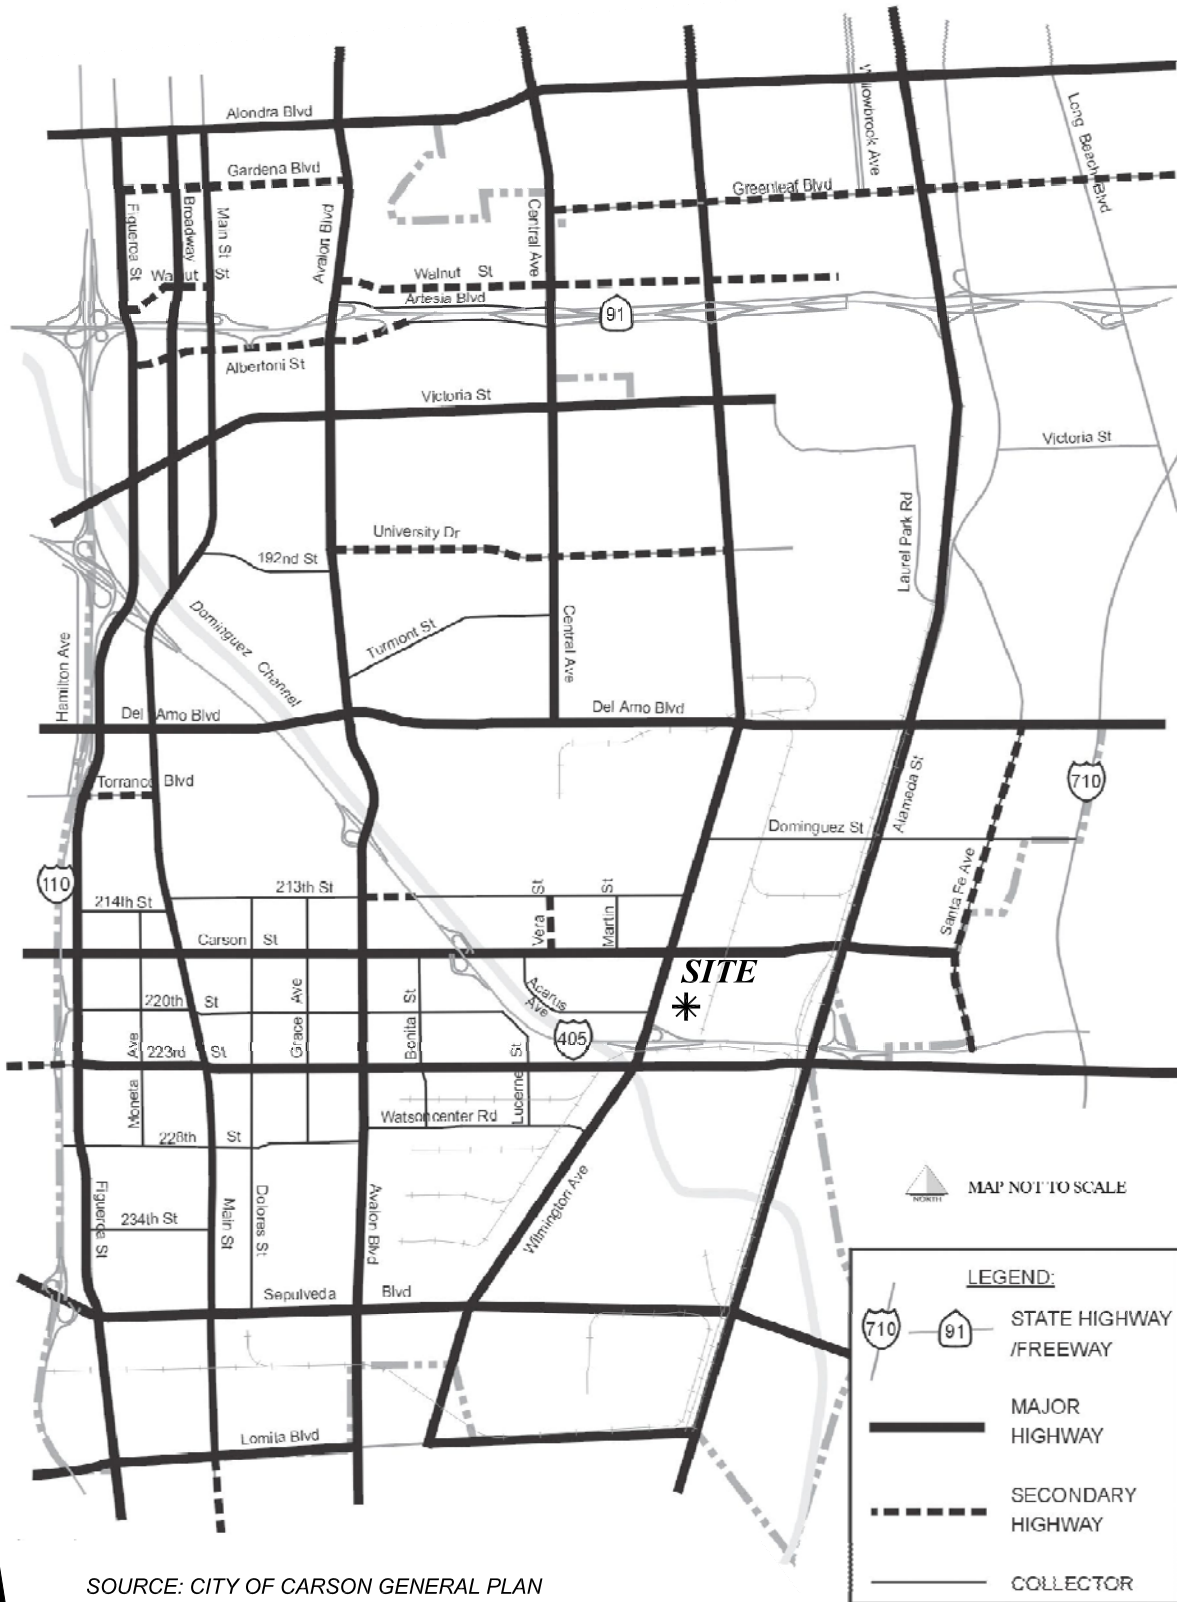 Alondra Blvd
Gardena Blvd
Willowbrook Ave
Long Beach Blvd
Greenleaf Blvd
Figueroa St
Broadway
Main St
Avalon Blvd
Central Ave
Walnut St
Walnut St
Artesia Blvd
91
Albertoni St
Victoria St
Victoria St
University Dr
192nd St
Laurel Park Rd
Dominguez Channel
Turmont St
Central Ave
Hamilton Ave
Del Amo Blvd
Del Amo Blvd
Torrance Blvd
710
Alameda St
Dominguez St
110
213th St
214th St
Vera St
Martin St
Santa Fe Ave
Carson St
SITE
Acarus Ave
220th St
Grace Ave
Bonita St
405
Moneta Ave
223rd St
Lucerne St
Watsoncenter Rd
228th St
Wilmington Ave
NORTH
MAP NOT TO SCALE
Figueroa St
234th St
Main St
Dolores St
Avalon Blvd
Sepulveda Blvd
Lomita Blvd
LEGEND:
710
91
STATE HIGHWAY
/FREEWAY
MAJOR
HIGHWAY
SECONDARY
HIGHWAY
COLLECTOR
SOURCE: CITY OF CARSON GENERAL PLAN